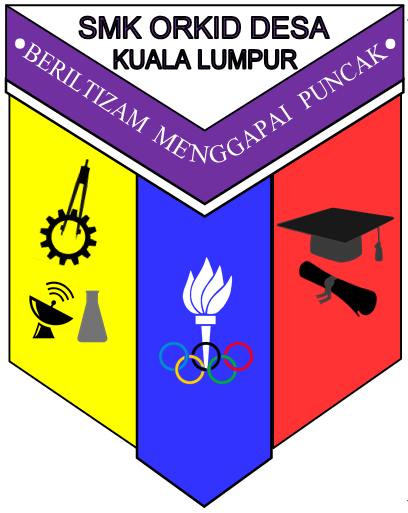 SMK ORKID DESA
KUALA LUMPUR
•BERILTIZAM MENGGAPAI PUNCAK•